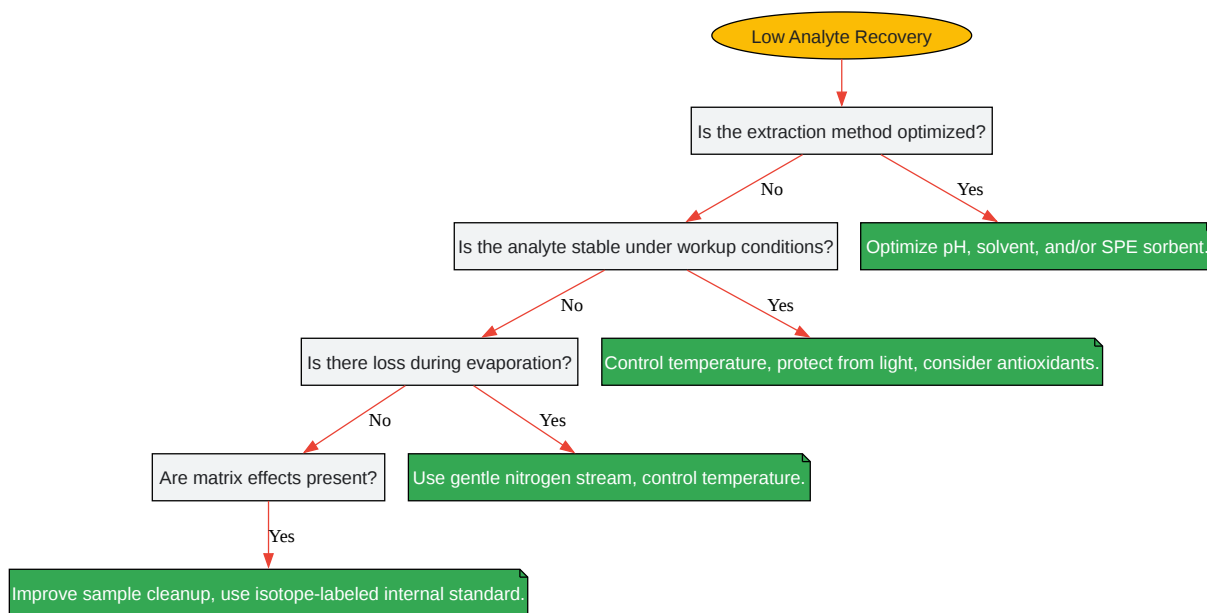 Low Analyte Recovery
Is the extraction method optimized?
No
Yes
Is the analyte stable under workup conditions?
Optimize pH, solvent, and/or SPE sorbent.
No
Yes
Is there loss during evaporation?
Control temperature, protect from light, consider antioxidants.
No
Yes
Are matrix effects present?
Use gentle nitrogen stream, control temperature.
Yes
Improve sample cleanup, use isotope-labeled internal standard.